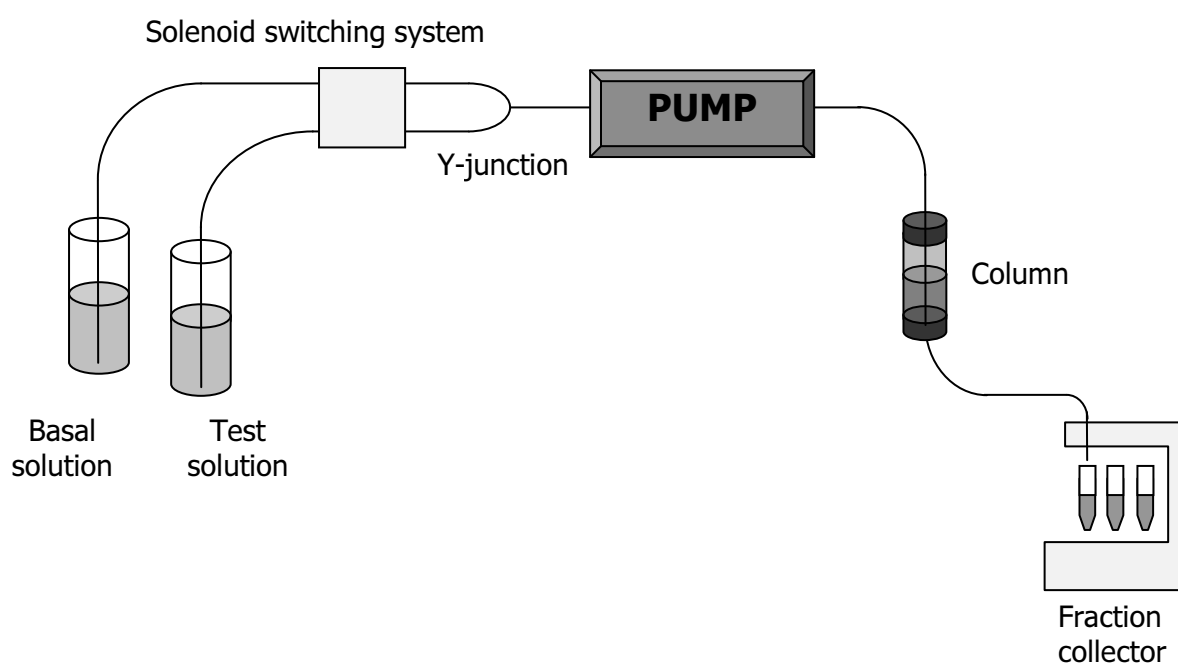 Solenoid switching system
PUMP
Y-junction
Column
Basal
solution
Test
solution
Fraction
collector